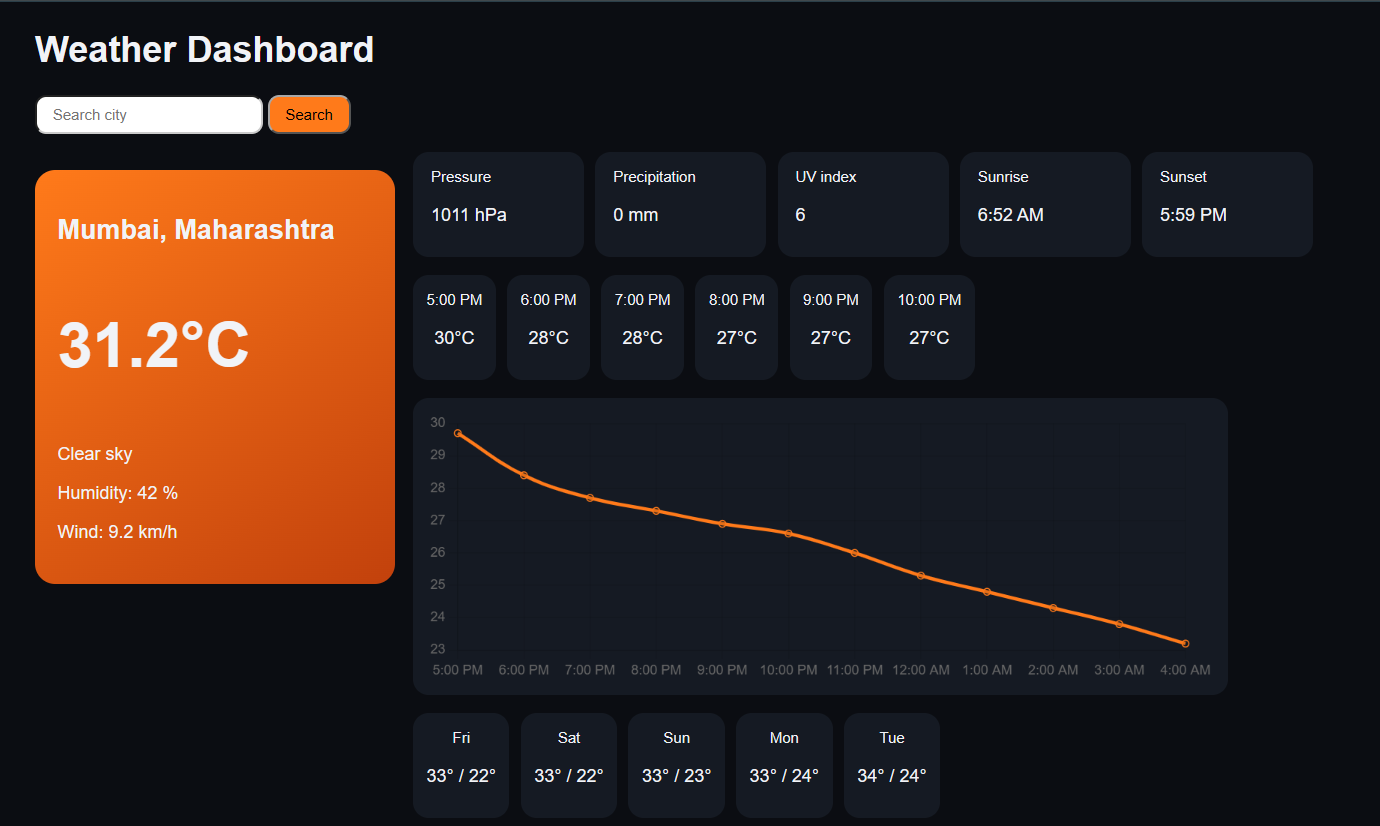 Weather Dashboard
Search city
Search
Mumbai, Maharashtra
31.2°C
Clear sky
Humidity: 42 %
Wind: 9.2 km/h
Pressure
1011 hPa
Precipitation
0 mm
UV index
6
Sunrise
6:52 AM
Sunset
5:59 PM
5:00 PM
30°C
6:00 PM
28°C
7:00 PM
28°C
8:00 PM
27°C
9:00 PM
27°C
10:00 PM
27°C
30
29
28
27
26
25
24
23
5:00 PM 6:00 PM 7:00 PM 8:00 PM 9:00 PM 10:00 PM 11:00 PM 12:00 AM 1:00 AM 2:00 AM 3:00 AM 4:00 AM
Fri
33° / 22°
Sat
33° / 22°
Sun
33° / 23°
Mon
33° / 24°
Tue
34° / 24°